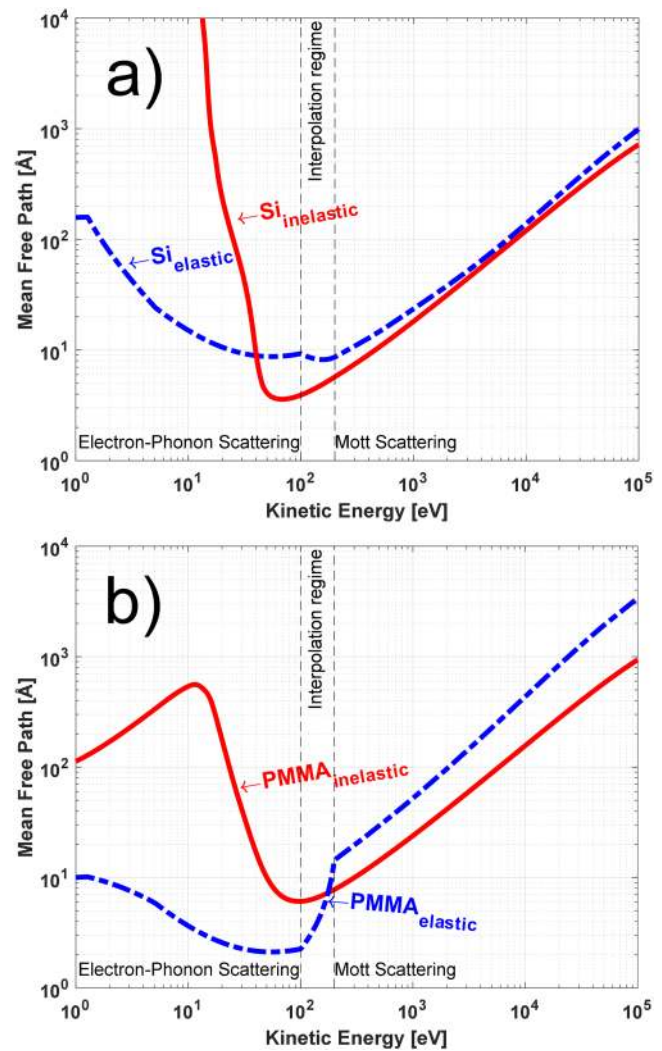 a)
Mean Free Path [Å]
10^4
10^3
10^2
10^1
10^0
Interpolation regime
←Si_inelastic
←Si_elastic
Electron-Phonon Scattering
Mott Scattering
10^0 10^1 10^2 10^3 10^4 10^5
Kinetic Energy [eV]
b)
Mean Free Path [Å]
10^4
10^3
10^2
10^1
10^0
Interpolation regime
←PMMA_inelastic
←PMMA_elastic
Electron-Phonon Scattering
Mott Scattering
10^0 10^1 10^2 10^3 10^4 10^5
Kinetic Energy [eV]